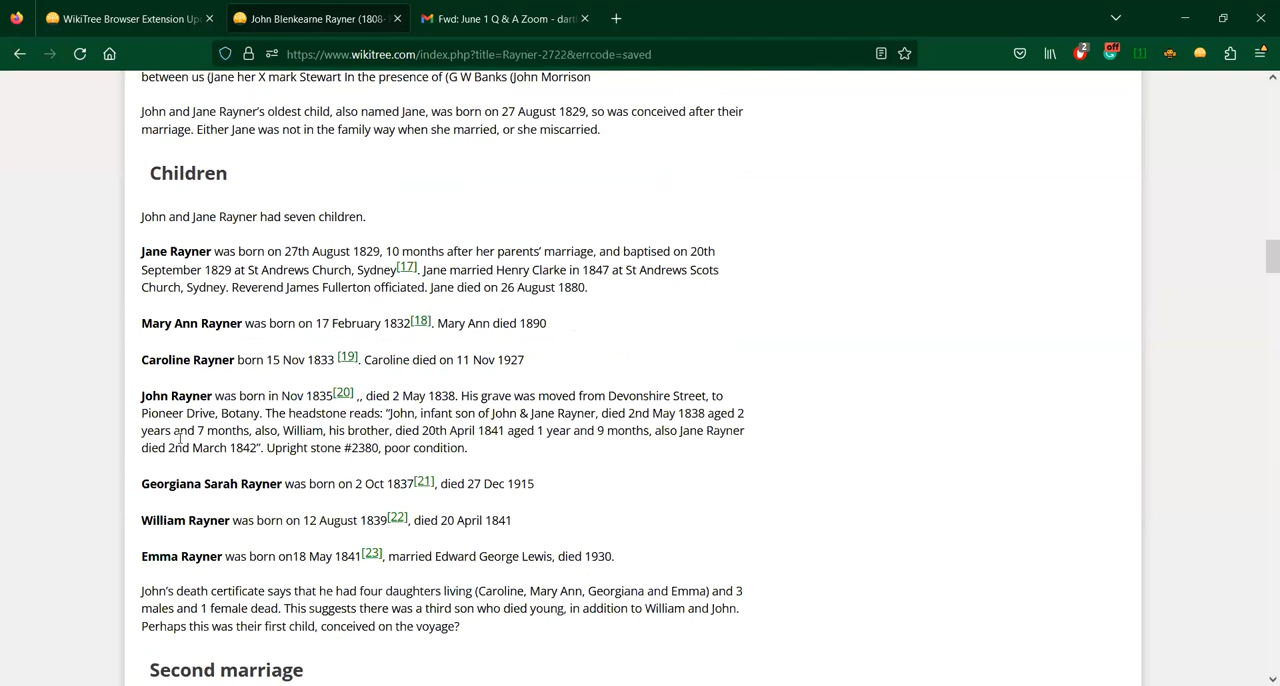 WikiTree Browser Extension Up
John Blenkearne Rayner (1808-
Fwd: June 1 Q & A Zoom - dart
https://www.wikitree.com/index.php?title=Rayner-2722&errcode=saved
2
off
[1]
between us (Jane her X mark Stewart In the presence of (G W Banks (John Morrison
John and Jane Rayner's oldest child, also named Jane, was born on 27 August 1829, so was conceived after their
marriage. Either Jane was not in the family way when she married, or she miscarried.
Children
John and Jane Rayner had seven children.
Jane Rayner was born on 27th August 1829, 10 months after her parents' marriage, and baptised on 20th
September 1829 at St Andrews Church, Sydney[17]. Jane married Henry Clarke in 1847 at St Andrews Scots
Church, Sydney. Reverend James Fullerton officiated. Jane died on 26 August 1880.
Mary Ann Rayner was born on 17 February 1832[18]. Mary Ann died 1890
Caroline Rayner born 15 Nov 1833 [19]. Caroline died on 11 Nov 1927
John Rayner was born in Nov 1835[20] ,, died 2 May 1838. His grave was moved from Devonshire Street, to
Pioneer Drive, Botany. The headstone reads: “John, infant son of John & Jane Rayner, died 2nd May 1838 aged 2
years and 7 months, also, William, his brother, died 20th April 1841 aged 1 year and 9 months, also Jane Rayner
died 2nd March 1842”. Upright stone #2380, poor condition.
Georgiana Sarah Rayner was born on 2 Oct 1837[21], died 27 Dec 1915
William Rayner was born on 12 August 1839[22], died 20 April 1841
Emma Rayner was born on18 May 1841[23], married Edward George Lewis, died 1930.
John's death certificate says that he had four daughters living (Caroline, Mary Ann, Georgiana and Emma) and 3
males and 1 female dead. This suggests there was a third son who died young, in addition to William and John.
Perhaps this was their first child, conceived on the voyage?
Second marriage